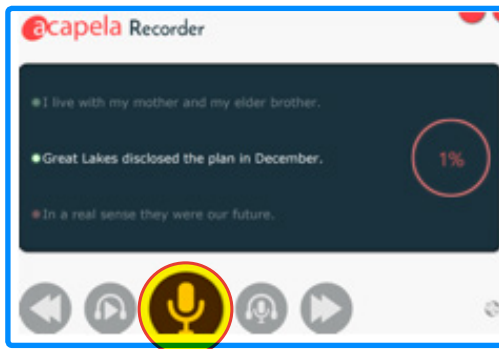 acapela Recorder
I live with my mother and my elder brother.
Great Lakes disclosed the plan in December.
1%
In a real sense they were our future.